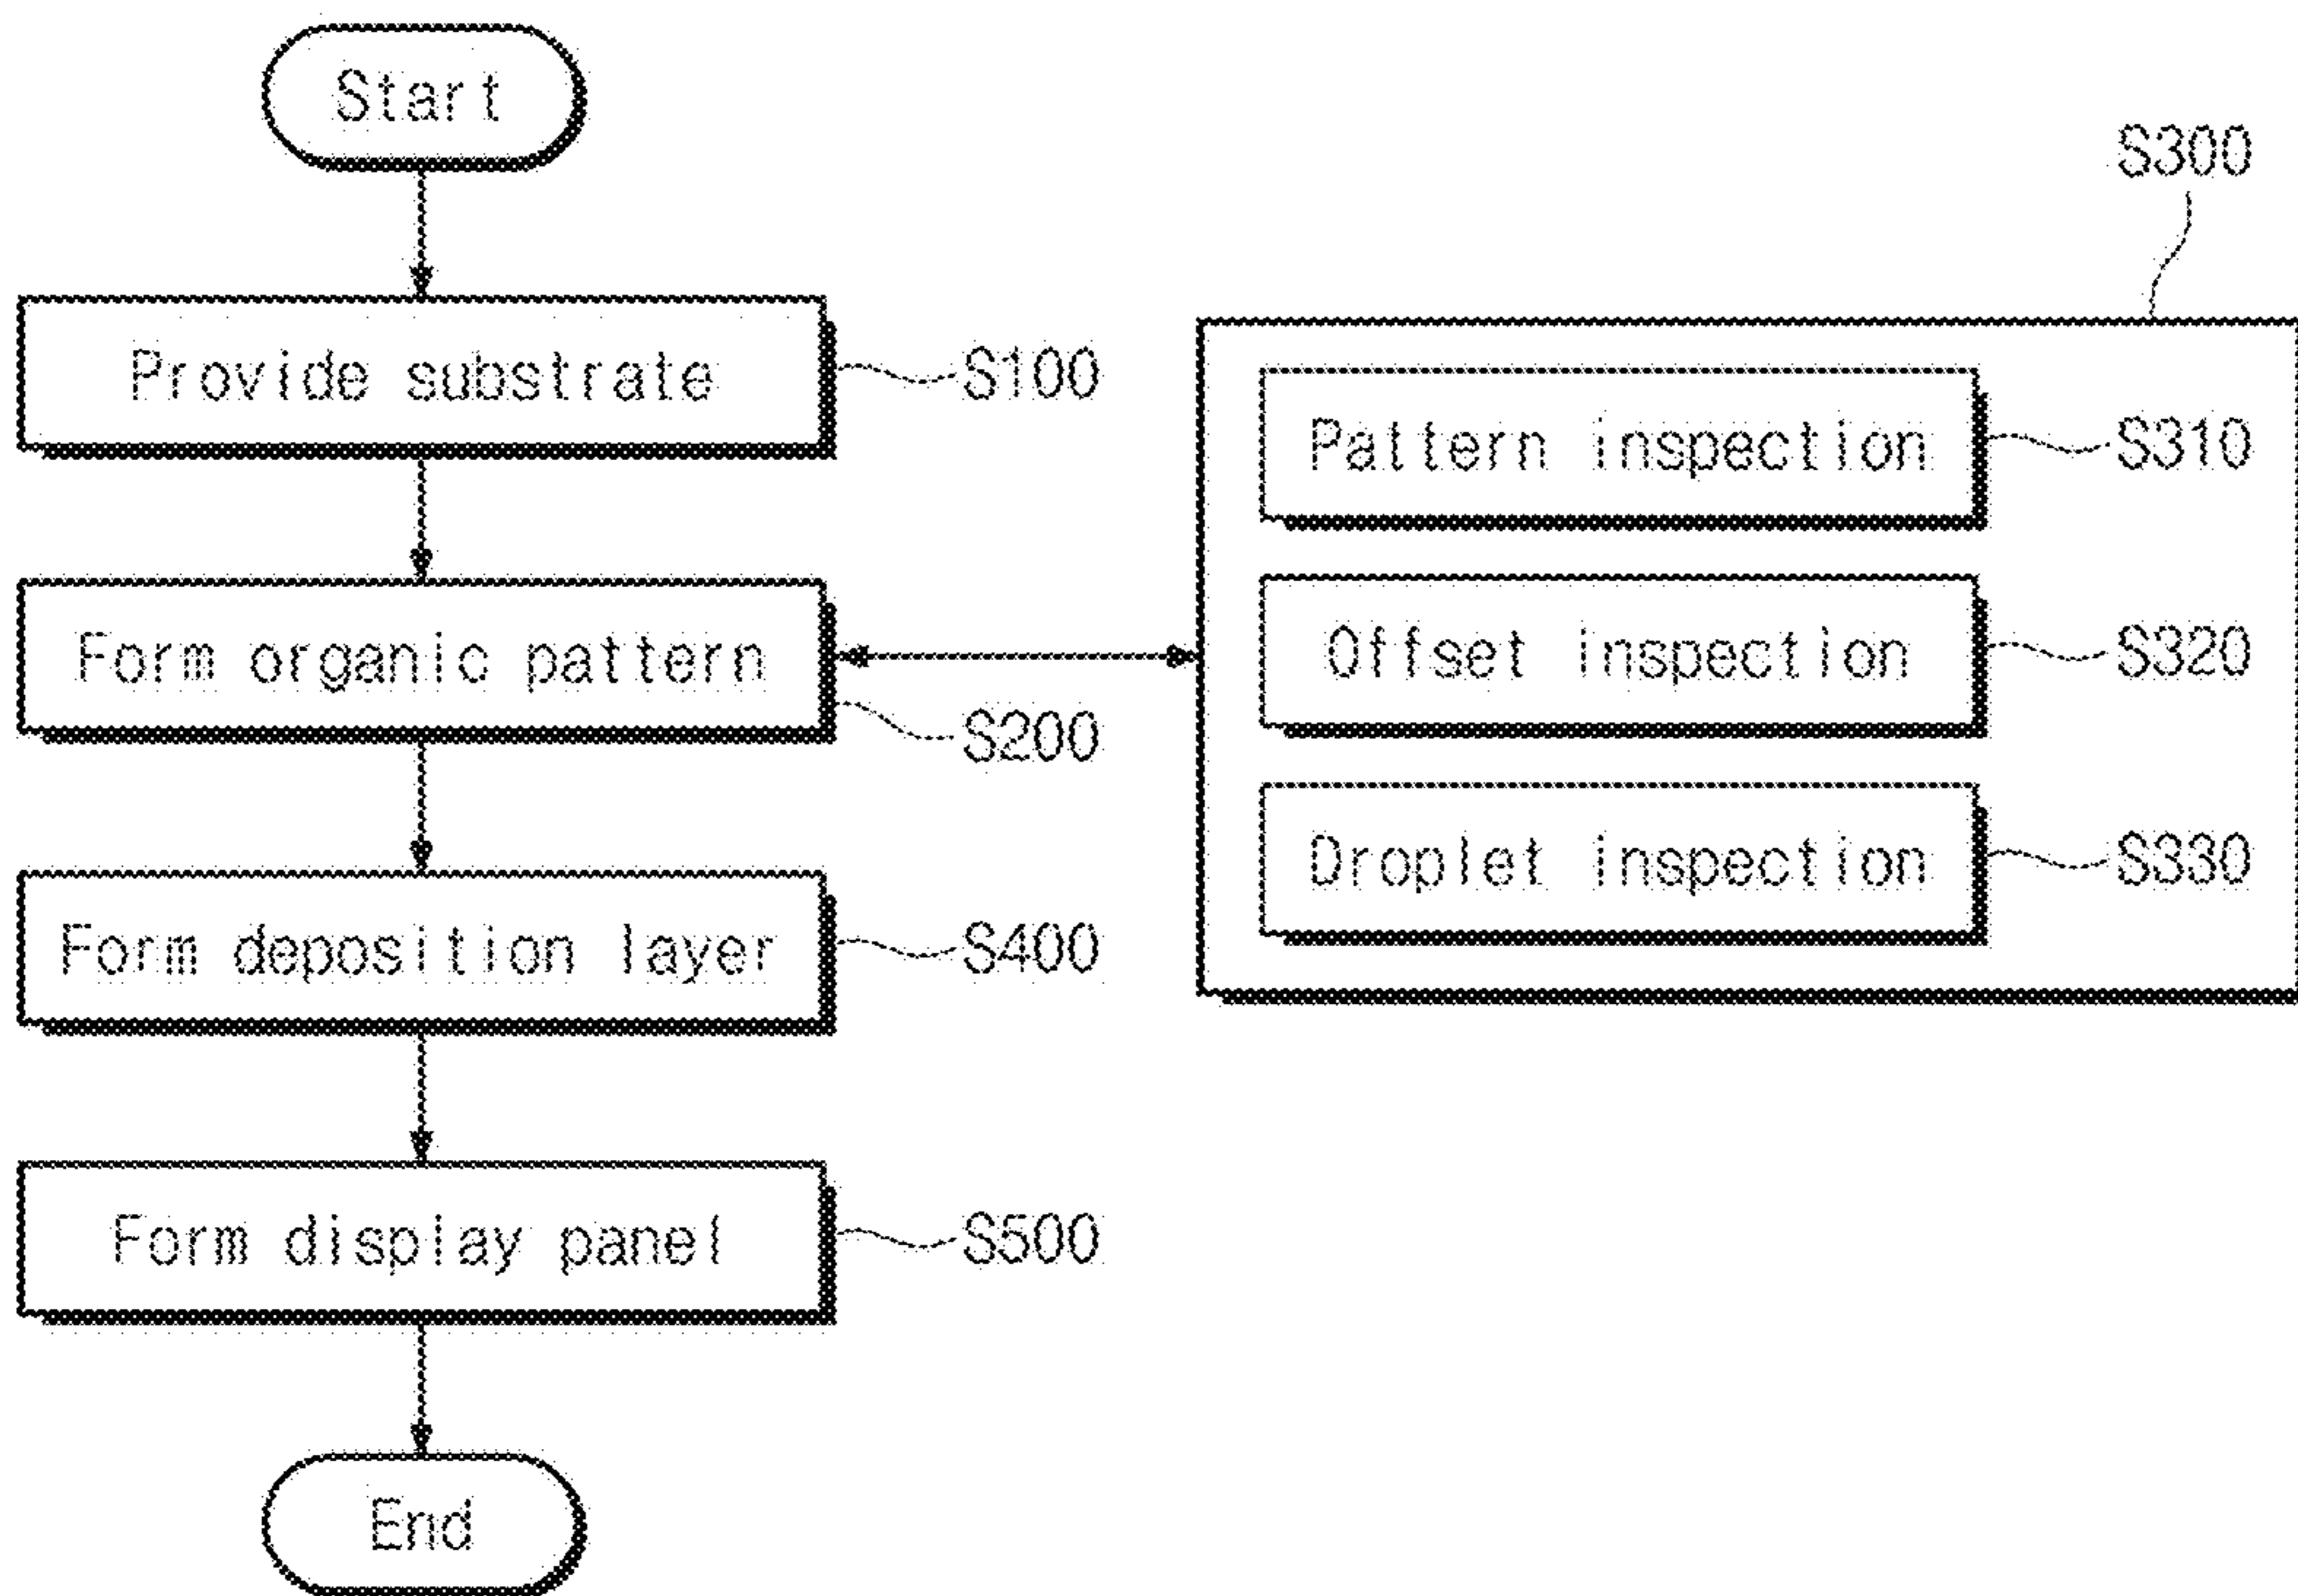 Start
Provide substrate
S100
Form organic pattern
S200
Form deposition layer
S400
Form display panel
S500
End
S300
Pattern inspection
S310
Offset inspection
S320
Droplet inspection
S330